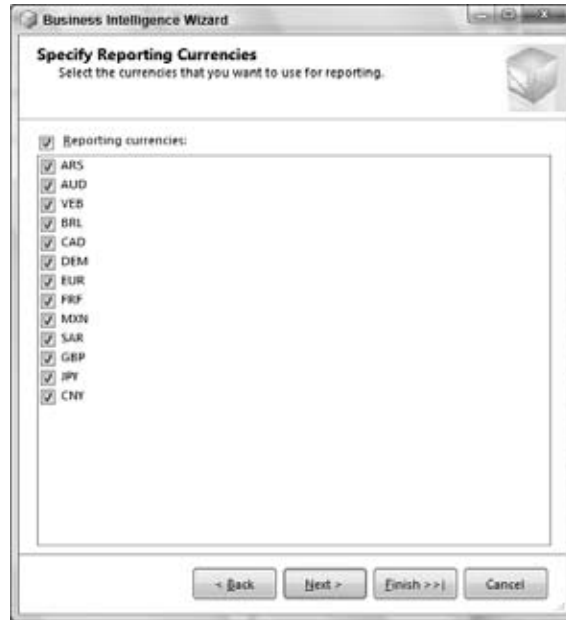 Business Intelligence Wizard
Specify Reporting Currencies
Select the currencies that you want to use for reporting.
Reporting currencies:
ARS
AUD
VEB
BRL
CAD
DEM
EUR
FRF
MXN
SAR
GBP
JPY
CNY
< Back
Next >
Finish >>|
Cancel